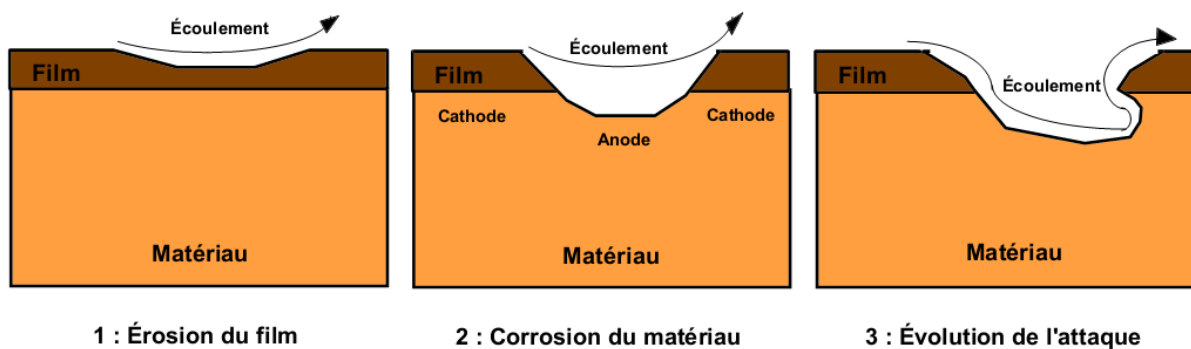 Écoulement
Film
Matériau
1 : Érosion du film
Écoulement
Film
Cathode
Cathode
Anode
Matériau
2 : Corrosion du matériau
Écoulement
Film
Matériau
3 : Évolution de l'attaque